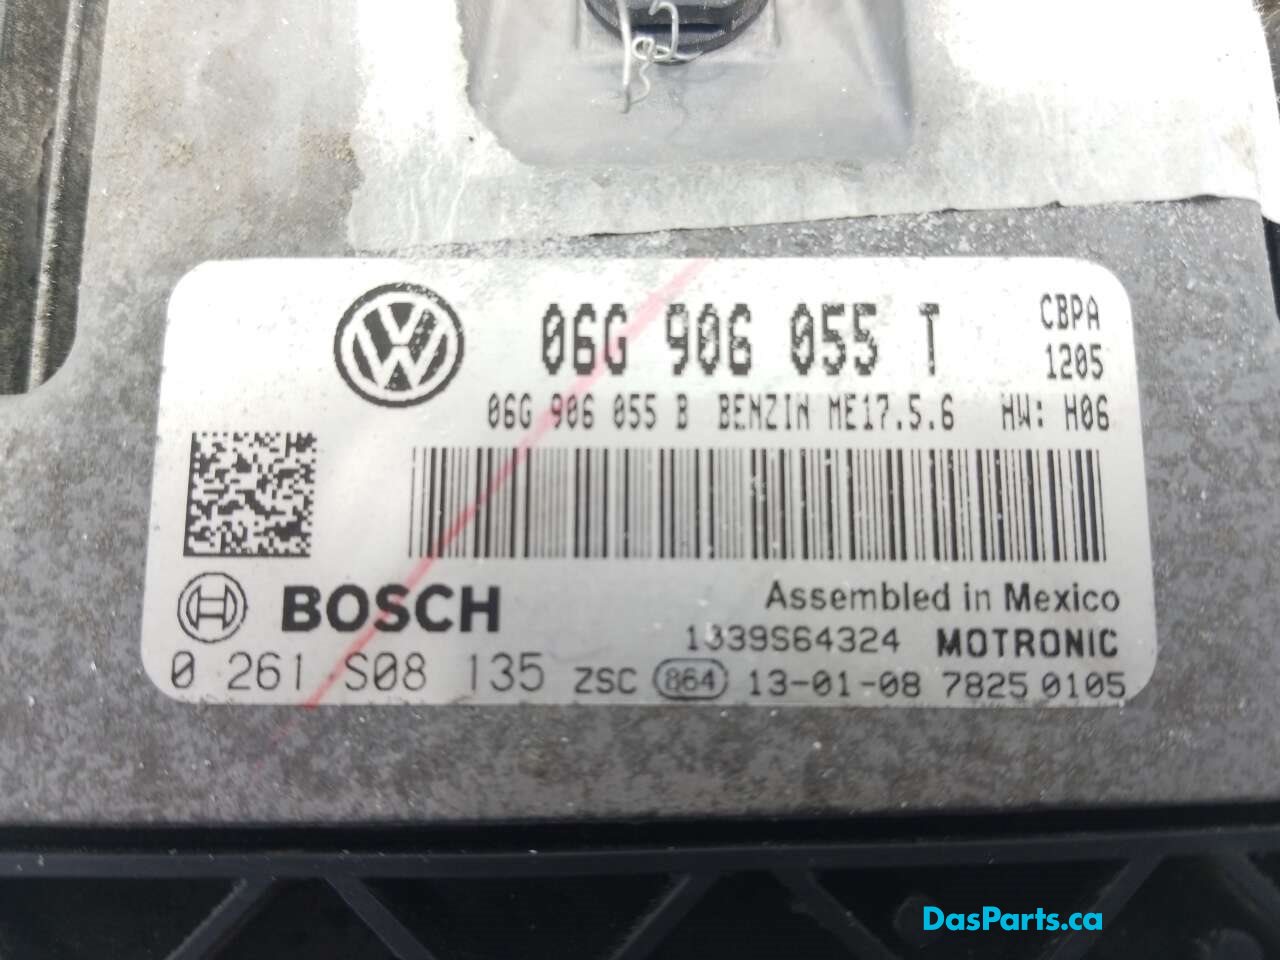 06G 906 055 T
CBPA
1205
06G 906 055 B BENZIN ME17.5.6 HW: H06
BOSCH
Assembled in Mexico
1339S64324 MOTRONIC
0 261 S08 135 ZSC 864 13-01-08 7825 0105
DasParts.ca